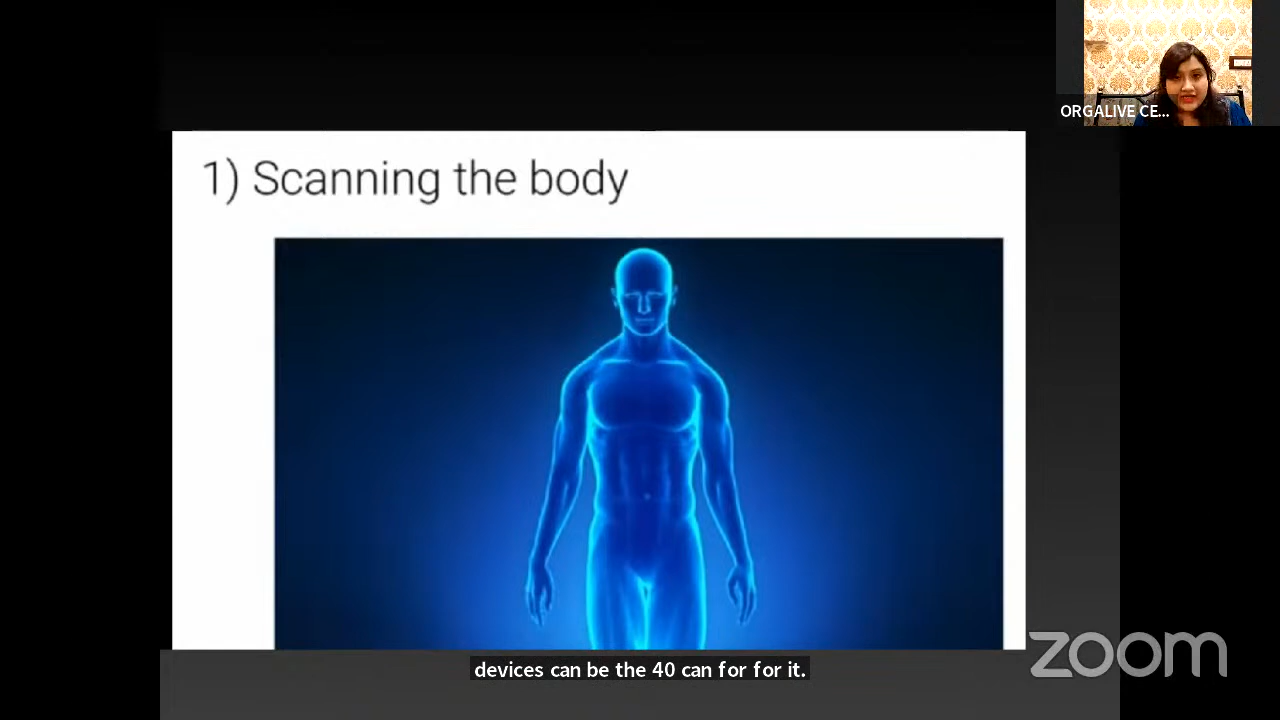 ORGALIVE CE...
1) Scanning the body
devices can be the 40 can for for it.
zoom